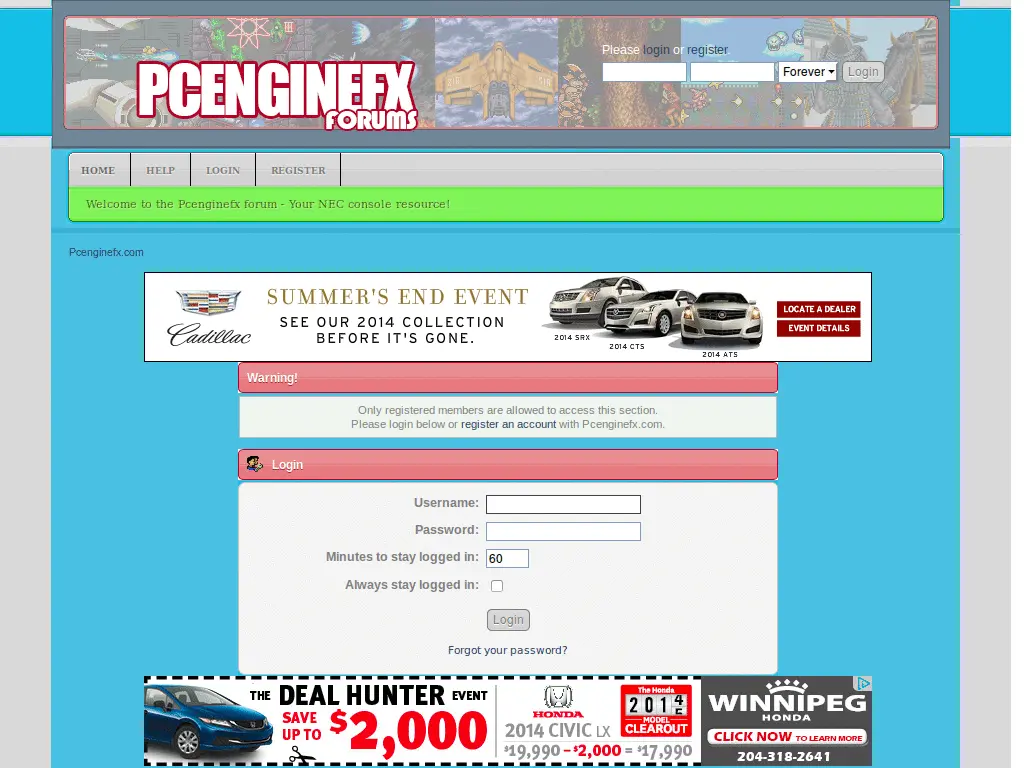 Please login or register.
Forever
Login
PCENGINEFX
FORUMS
HOME
HELP
LOGIN
REGISTER
Welcome to the Pcenginefx forum - Your NEC console resource!
Pcenginefx.com
Cadillac
SUMMER'S END EVENT
SEE OUR 2014 COLLECTION
BEFORE IT'S GONE.
2014 SRX
2014 CTS
2014 ATS
LOCATE A DEALER
EVENT DETAILS
Warning!
Only registered members are allowed to access this section.
Please login below or register an account with Pcenginefx.com.
Login
Username:
Password:
Minutes to stay logged in: 60
Always stay logged in:
Login
Forgot your password?
THE DEAL HUNTER EVENT
SAVE
UP TO
$2,000
HONDA
2014 CIVIC LX
$19,990 – $2,000 = $17,990
The Honda
2014
MODEL
CLEAROUT
WINNIPEG
HONDA
CLICK NOW TO LEARN MORE
204-318-2641